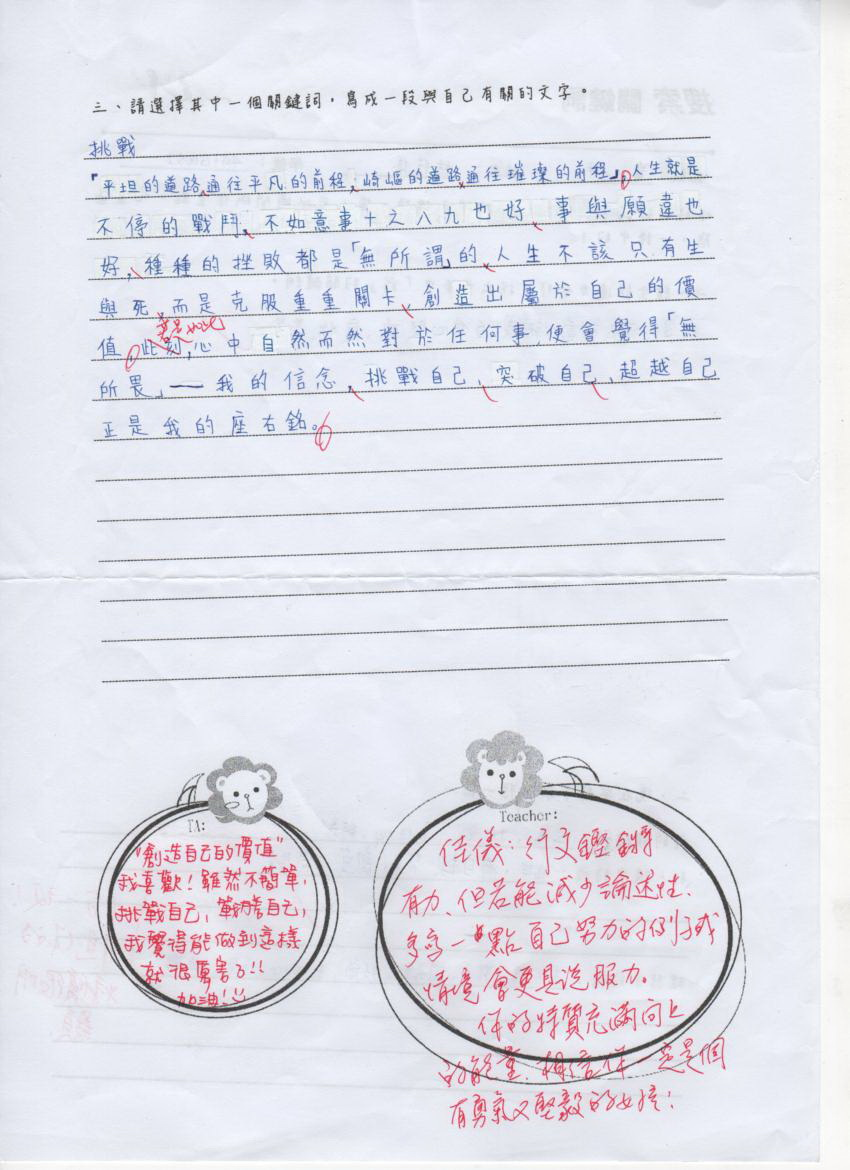 三、請選擇其中一個關鍵詞，寫成一段與自己有關的文字。
挑戰
「平坦的道路通往平凡的前程，崎嶇的道路通往璀璨的前程」，人生就是
不停的戰鬥，不如意事十之八九也好、事與願違也
好，種種的挫敗都是「無所謂」的，人生不該只有生
與死，而是克服重重關卡，創造出屬於自己的價
若是如此
值，此刻，心中自然而然對於任何事，便會覺得「無
所畏」——我的信念，挑戰自己、突破自己、超越自己
正是我的座右銘。
TA:
"創造自己的價值"
我喜歡！雖然不簡單，
挑戰自己，戰勝自己，
我覺得能做到這樣
就很厲害了!!
加油!
Teacher:
佳儀：行文鏗鏘
有力、但若能減少論述性、
多寫一點自己努力的例子或
情境會更具說服力。
你的特質充滿向上
的能量，相信你一定是個
有勇氣又堅毅的女孩！